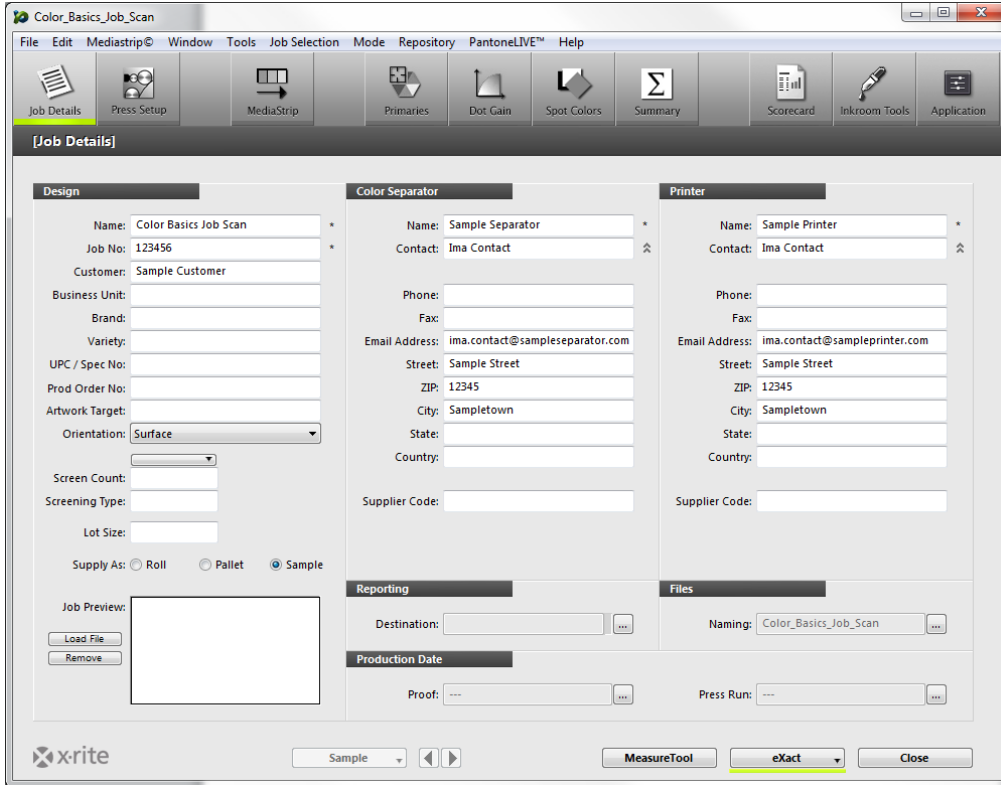 Color_Basics_Job_Scan
File Edit Mediastrip© Window Tools Job Selection Mode Repository PantoneLIVE™ Help
Job Details Press Setup MediaStrip Primaries Dot Gain Spot Colors Summary Scorecard Inkroom Tools Application
[Job Details]
Design
Name: Color Basics Job Scan *
Job No: 123456 *
Customer: Sample Customer
Business Unit:
Brand:
Variety:
UPC / Spec No:
Prod Order No:
Artwork Target:
Orientation: Surface
Screen Count:
Screening Type:
Lot Size:
Supply As: Roll Pallet Sample
Job Preview:
Load File
Remove
Color Separator
Name: Sample Separator *
Contact: Ima Contact
Phone:
Fax:
Email Address: ima.contact@sampleseparator.com
Street: Sample Street
ZIP: 12345
City: Sampletown
State:
Country:
Supplier Code:
Printer
Name: Sample Printer *
Contact: Ima Contact
Phone:
Fax:
Email Address: ima.contact@sampleprinter.com
Street: Sample Street
ZIP: 12345
City: Sampletown
State:
Country:
Supplier Code:
Reporting
Destination: ...
Files
Naming: Color_Basics_Job_Scan ...
Production Date
Proof: --- ...
Press Run: --- ...
x·rite
Sample
MeasureTool
eXact
Close